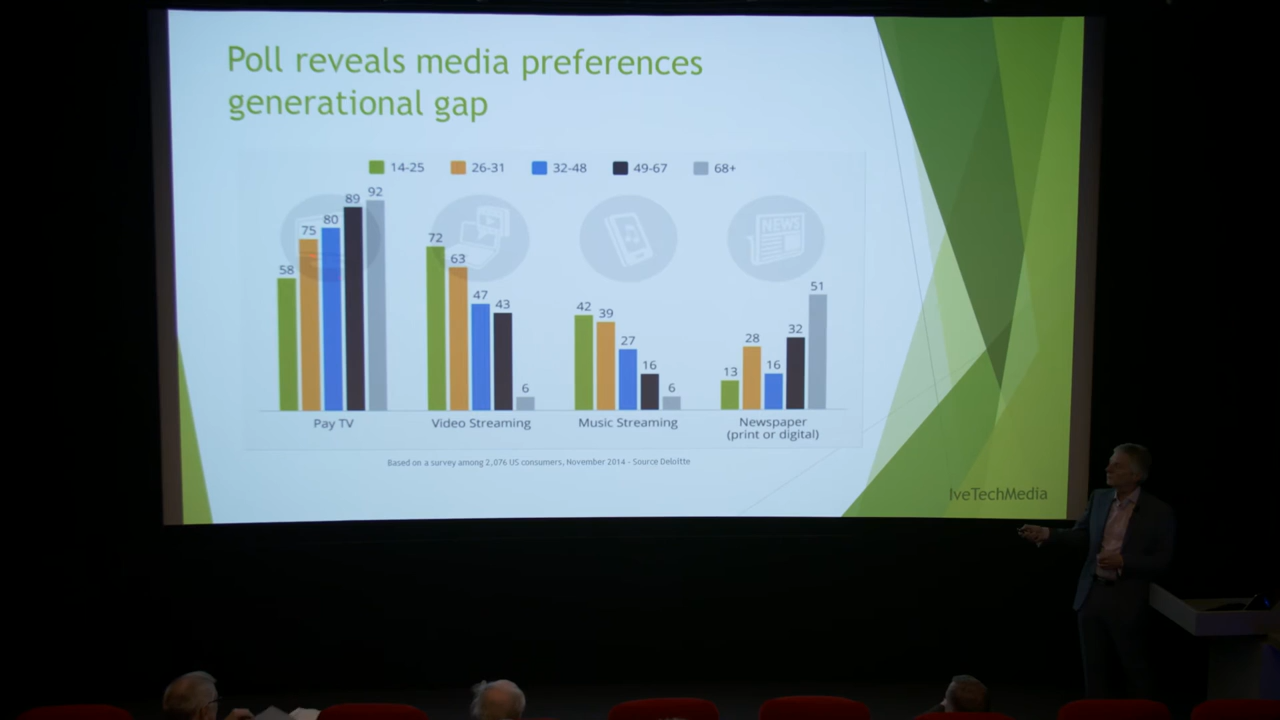 Poll reveals media preferences
generational gap
14-25 26-31 32-48 49-67 68+
58 75 80 89 92
72 63 47 43 6
42 39 27 16 6
13 28 16 32 51
NEWS
Pay TV Video Streaming Music Streaming Newspaper
(print or digital)
Based on a survey among 2,076 US consumers, November 2014 - Source Deloitte
IveTechMedia